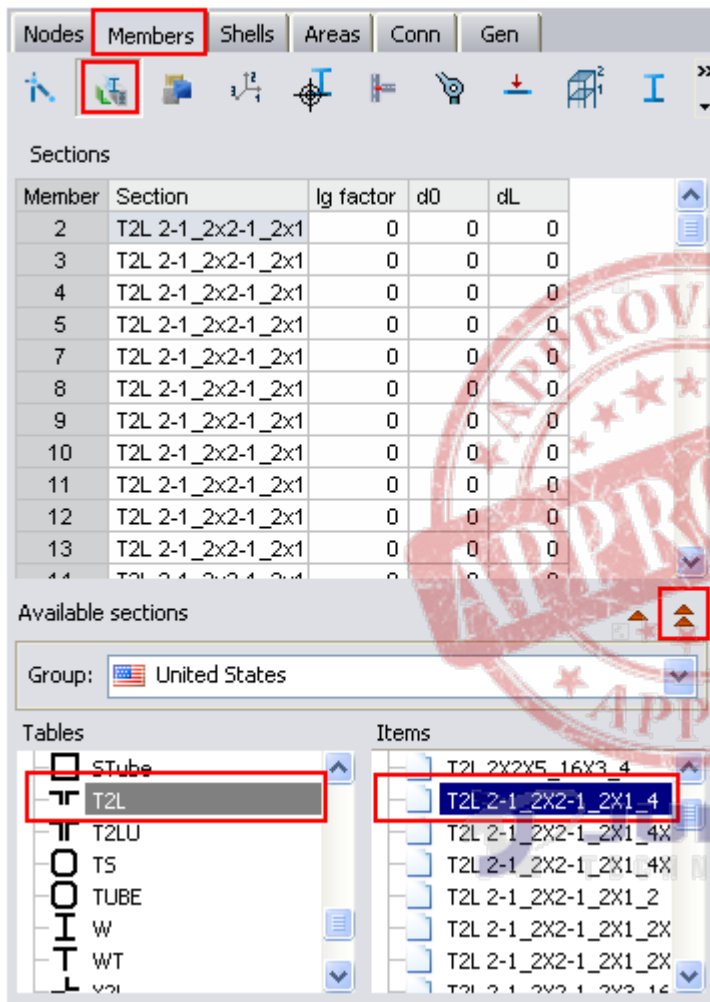 Nodes Members Shells Areas Conn Gen
Sections
Member Section Ig factor d0 dL
2 T2L 2-1_2x2-1_2x1 0 0 0
3 T2L 2-1_2x2-1_2x1 0 0 0
4 T2L 2-1_2x2-1_2x1 0 0 0
5 T2L 2-1_2x2-1_2x1 0 0 0
7 T2L 2-1_2x2-1_2x1 0 0 0
8 T2L 2-1_2x2-1_2x1 0 0 0
9 T2L 2-1_2x2-1_2x1 0 0 0
10 T2L 2-1_2x2-1_2x1 0 0 0
11 T2L 2-1_2x2-1_2x1 0 0 0
12 T2L 2-1_2x2-1_2x1 0 0 0
13 T2L 2-1_2x2-1_2x1 0 0 0
Available sections
Group: United States
Tables
STube
T2L
T2LU
TS
TUBE
W
WT
X2L
Items
T2L 2X2X5_16X3_4
T2L 2-1_2X2-1_2X1_4
T2L 2-1_2X2-1_2X1_4X
T2L 2-1_2X2-1_2X1_4X
T2L 2-1_2X2-1_2X1_2
T2L 2-1_2X2-1_2X1_2X
T2L 2-1_2X2-1_2X1_2X
T2L 2-1_2X2-1_2X3_16